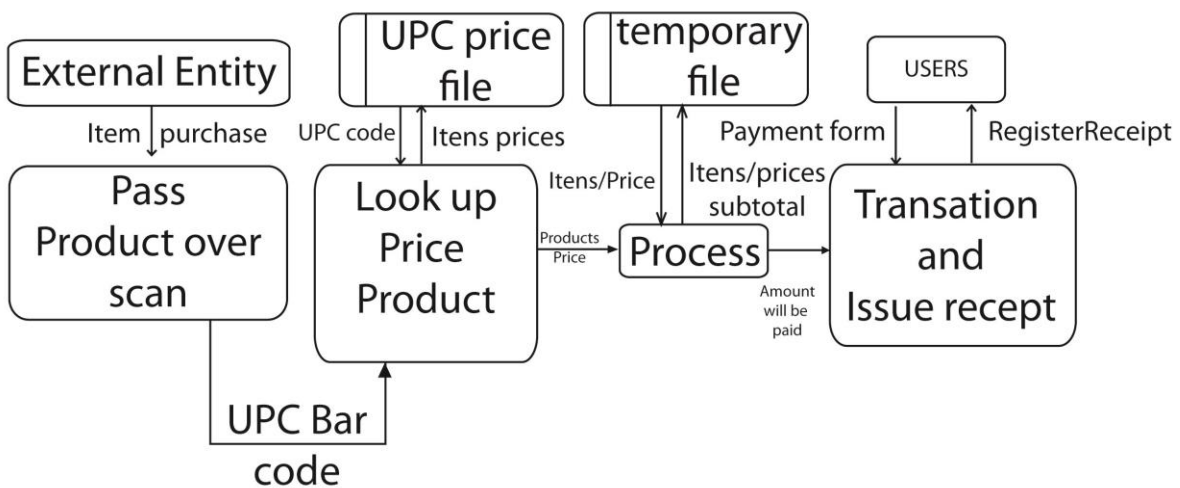 External Entity
Item purchase
Pass
Product over
scan
UPC Bar
code
UPC price
file
UPC code
Itens prices
Look up
Price
Product
Products
Price
temporary
file
Itens/Price
Itens/prices
subtotal
Process
Amount
will be
paid
USERS
Payment form
RegisterReceipt
Transation
and
Issue recept